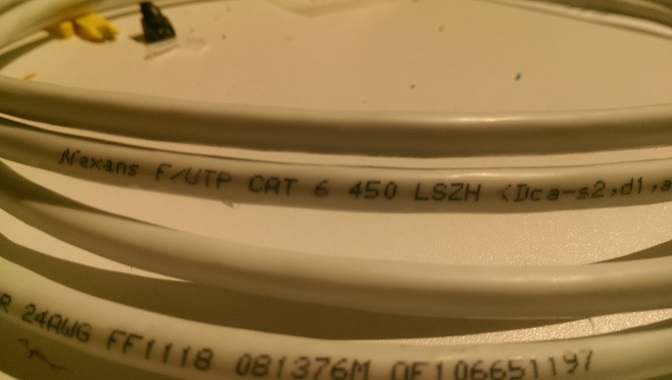 Nexans F/UTP CAT 6 450 LSZH (Dca-s2,d1,a
R 24AWG FF1118 081376M OF106651197